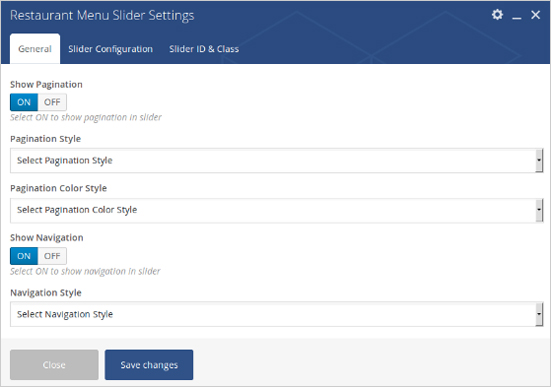 Restaurant Menu Slider Settings
General Slider Configuration Slider ID & Class
Show Pagination
ON OFF
Select ON to show pagination in slider
Pagination Style
Select Pagination Style
Pagination Color Style
Select Pagination Color Style
Show Navigation
ON OFF
Select ON to show navigation in slider
Navigation Style
Select Navigation Style
Close Save changes